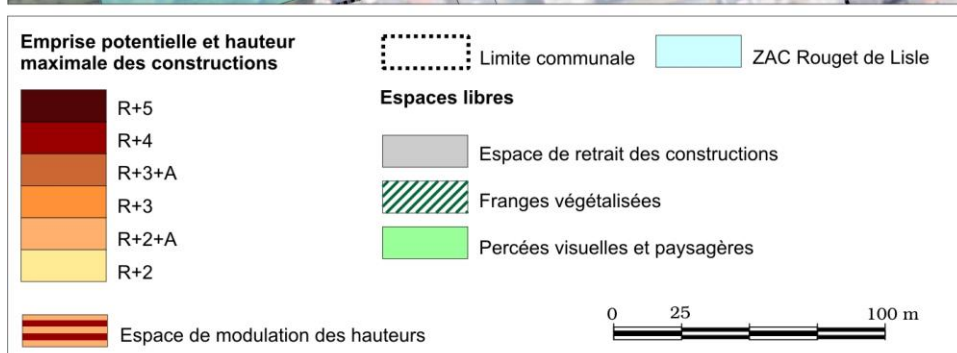 Emprise potentielle et hauteur
maximale des constructions
R+5
R+4
R+3+A
R+3
R+2+A
R+2
Espace de modulation des hauteurs
Limite communale
ZAC Rouget de Lisle
Espaces libres
Espace de retrait des constructions
Franges végétalisées
Percées visuelles et paysagères
0 25 100 m